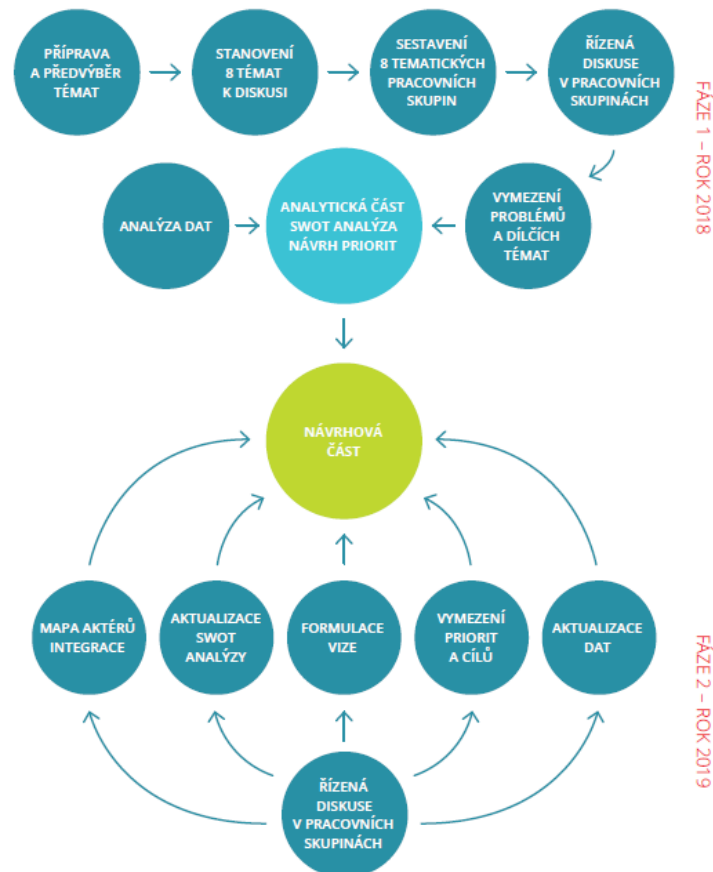 PŘÍPRAVA
A PŘEDVÝBĚR
TÉMAT
STANOVENÍ
8 TÉMAT
K DISKUSI
SESTAVENÍ
8 TEMATICKÝCH
PRACOVNÍCH
SKUPIN
ŘÍZENÁ
DISKUSE
V PRACOVNÍCH
SKUPINÁCH
FÁZE 1 – ROK 2018
ANALÝZA DAT
ANALYTICKÁ ČÁST
SWOT ANALÝZA
NÁVRH PRIORIT
VYMEZENÍ
PROBLÉMŮ
A DÍLČÍCH
TÉMAT
NÁVRHOVÁ
ČÁST
MAPA AKTÉRŮ
INTEGRACE
AKTUALIZACE
SWOT
ANALÝZY
FORMULACE
VIZE
VYMEZENÍ
PRIORIT
A CÍLŮ
AKTUALIZACE
DAT
FÁZE 2 – ROK 2019
ŘÍZENÁ
DISKUSE
V PRACOVNÍCH
SKUPINÁCH